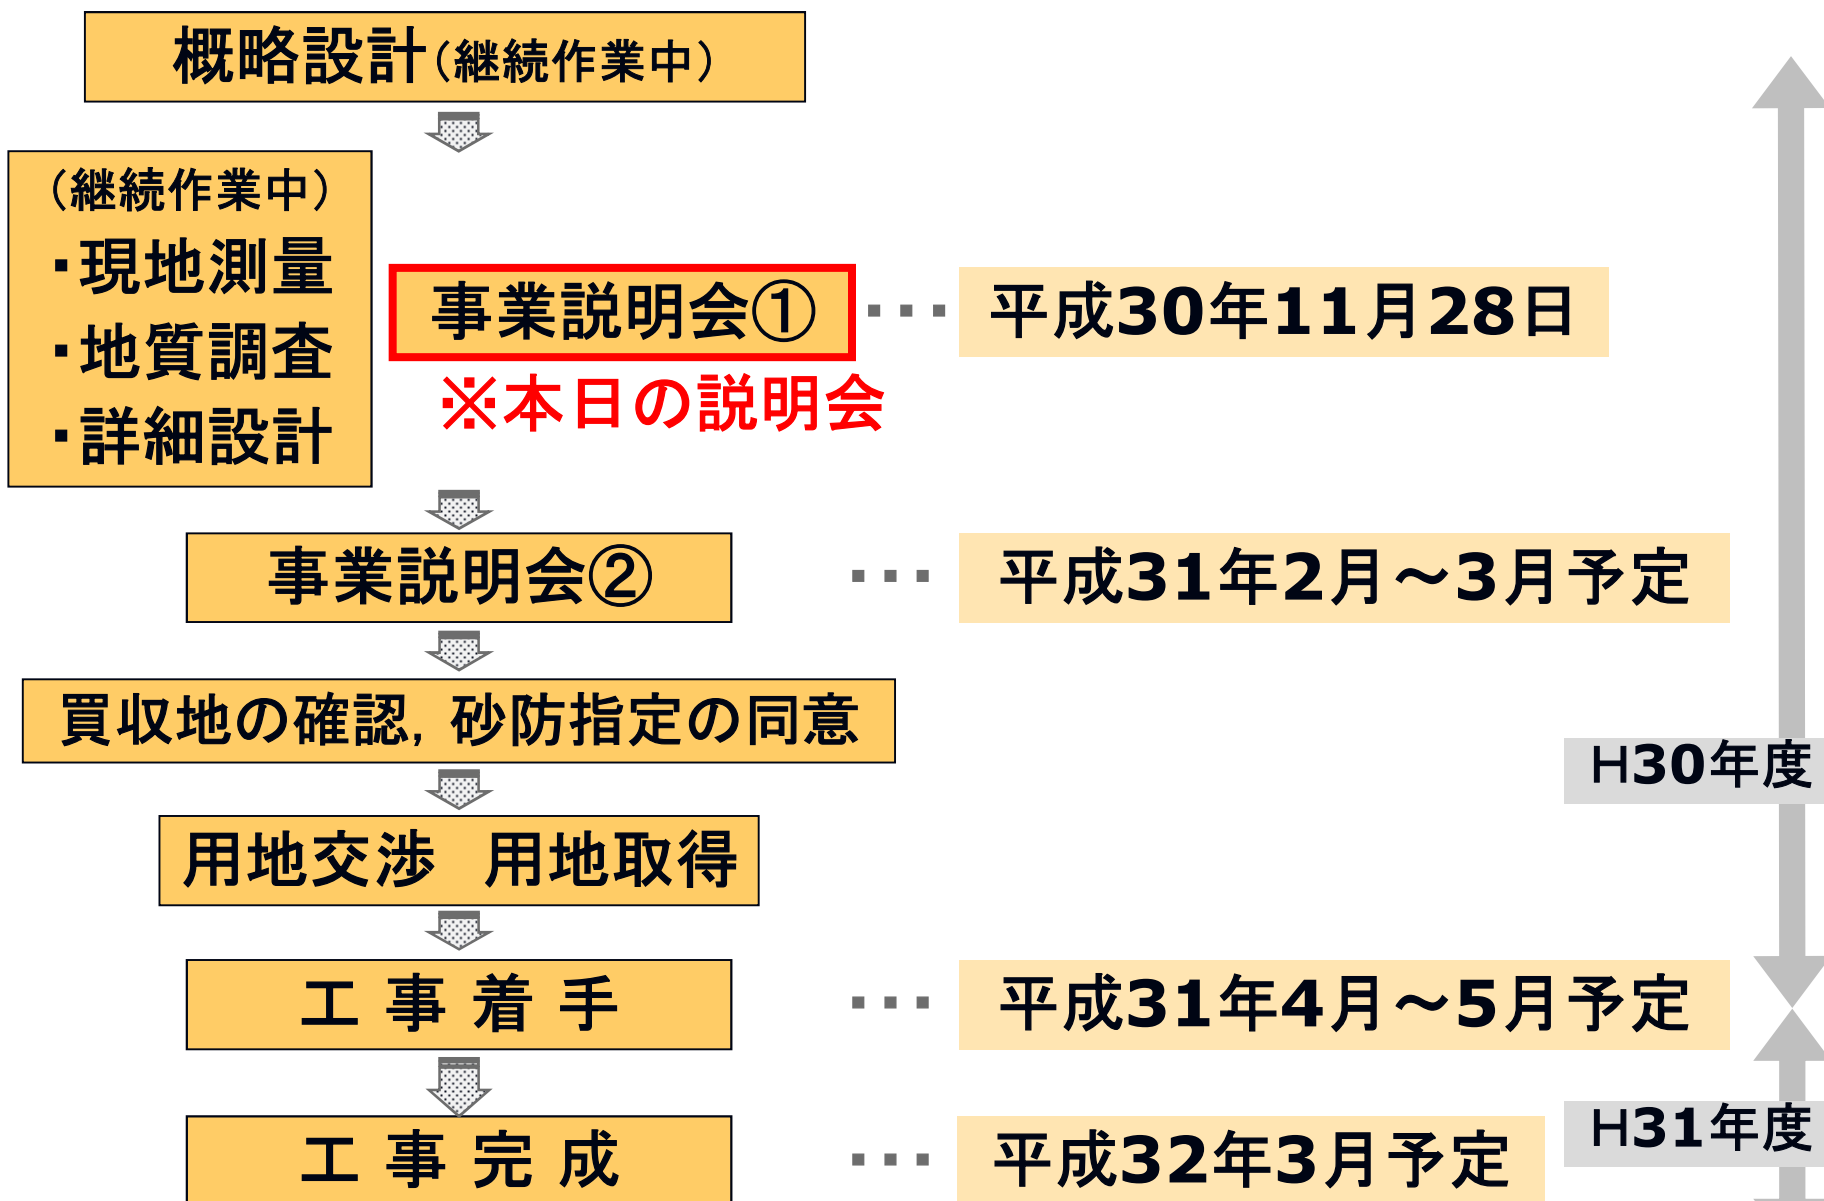 概略設計（継続作業中）
（継続作業中）
・現地測量
・地質調査
・詳細設計
事業説明会① ・・・ 平成30年11月28日
※本日の説明会
事業説明会② ・・・ 平成31年2月～3月予定
買収地の確認，砂防指定の同意
H30年度
用地交渉　用地取得
工 事 着 手 ・・・ 平成31年4月～5月予定
H31年度
工 事 完 成 ・・・ 平成32年3月予定